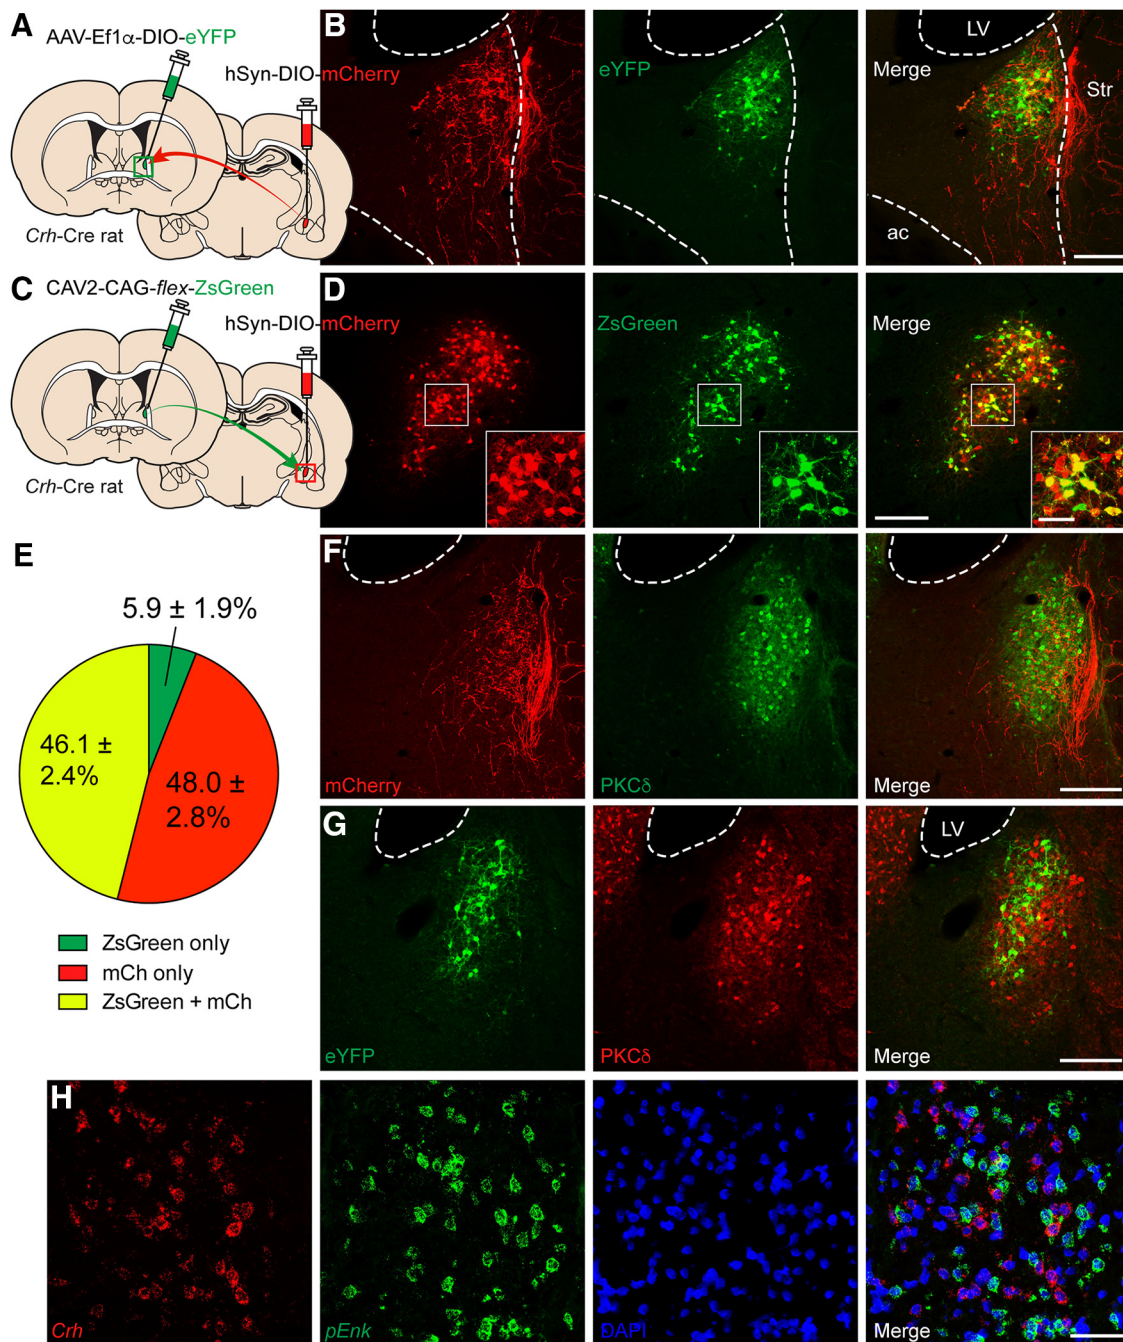 A
AAV-Ef1α-DIO-eYFP
hSyn-DIO-mCherry
Crh-Cre rat
B
eYFP
Merge
LV
Str
ac
C
CAV2-CAG-flex-ZsGreen
hSyn-DIO-mCherry
Crh-Cre rat
D
ZsGreen
Merge
E
5.9 ± 1.9%
46.1 ±
2.4%
48.0 ±
2.8%
ZsGreen only
mCh only
ZsGreen + mCh
F
mCherry
PKCδ
Merge
G
LV
eYFP
PKCδ
Merge
H
Crh
pEnk
DAPI
Merge